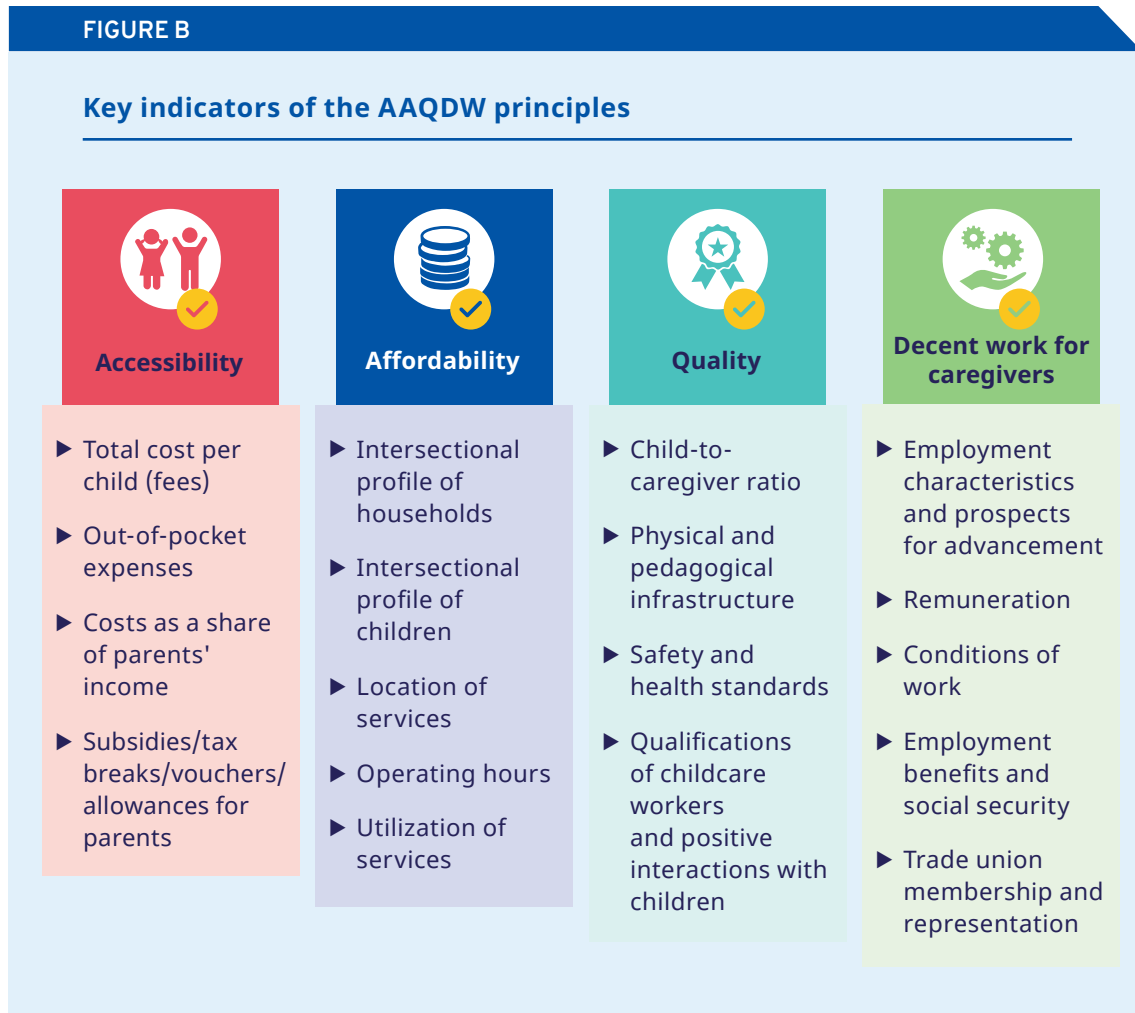 FIGURE B
Key indicators of the AAQDW principles
Accessibility
▶ Total cost per
child (fees)
▶ Out-of-pocket
expenses
▶ Costs as a share
of parents'
income
▶ Subsidies/tax
breaks/vouchers/
allowances for
parents
Affordability
▶ Intersectional
profile of
households
▶ Intersectional
profile of
children
▶ Location of
services
▶ Operating hours
▶ Utilization of
services
Quality
▶ Child-to-
caregiver ratio
▶ Physical and
pedagogical
infrastructure
▶ Safety and
health standards
▶ Qualifications
of childcare
workers
and positive
interactions with
children
Decent work for
caregivers
▶ Employment
characteristics
and prospects
for advancement
▶ Remuneration
▶ Conditions of
work
▶ Employment
benefits and
social security
▶ Trade union
membership and
representation